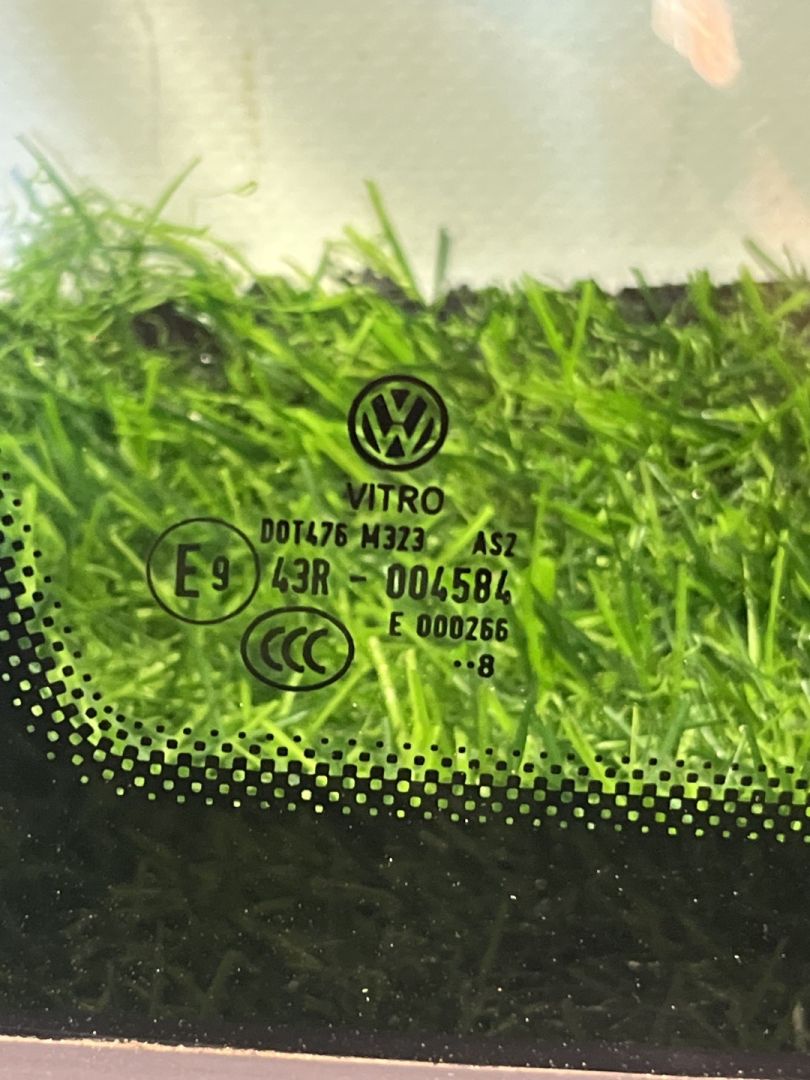 VITRO
DOT476 M323 AS2
E9 43R - 004584
E 000266
CCC
··8